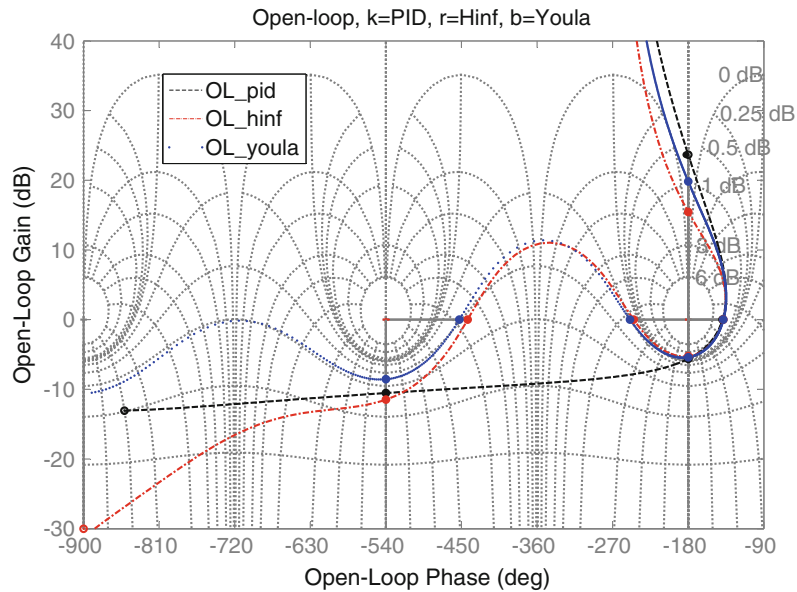 Open-loop, k=PID, r=Hinf, b=Youla
40
30
20
10
0
-10
-20
-30
Open-Loop Gain (dB)
OL_pid
OL_hinf
OL_youla
0 dB
0.25 dB
0.5 dB
1 dB
3 dB
6 dB
-900 -810 -720 -630 -540 -450 -360 -270 -180 -90
Open-Loop Phase (deg)